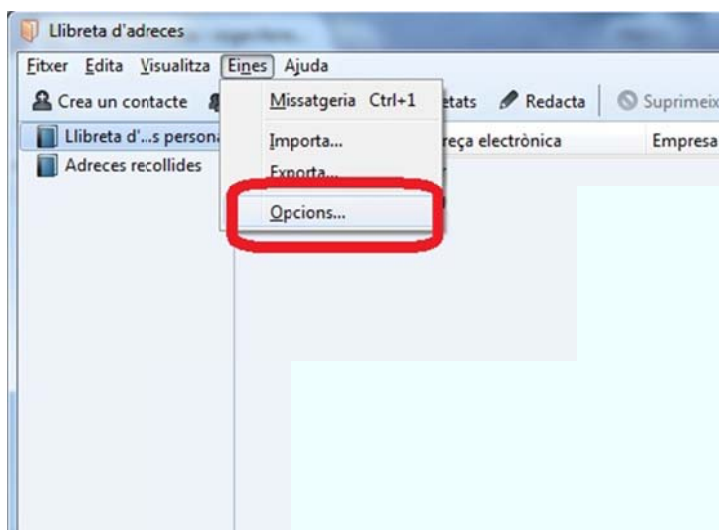 Llibreta d'adreces
Fitxer Edita Visualitza Eines Ajuda
Crea un contacte Redacta Suprimeix
Missatgeria Ctrl+1
Importa...
Exporta...
Opcions...
Llibreta d'...s persona
Adreces recollides
reça electrònica Empresa